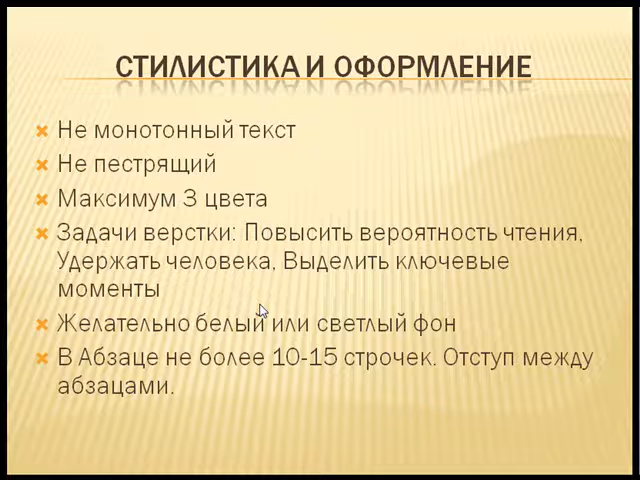 СТИЛИСТИКА И ОФОРМЛЕНИЕ
Не монотонный текст
Не пестрящий
Максимум 3 цвета
Задачи верстки: Повысить вероятность чтения,
Удержать человека, Выделить ключевые
моменты
Желательно белый или светлый фон
В Абзаце не более 10-15 строчек. Отступ между
абзацами.